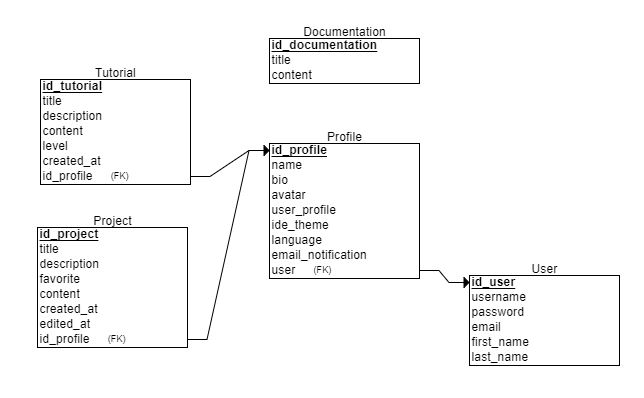 Documentation
id_documentation
title
content
Tutorial
id_tutorial
title
description
content
level
created_at
id_profile (FK)
Profile
id_profile
name
bio
avatar
user_profile
ide_theme
language
email_notification
user (FK)
Project
id_project
title
description
favorite
content
created_at
edited_at
id_profile (FK)
User
id_user
username
password
email
first_name
last_name